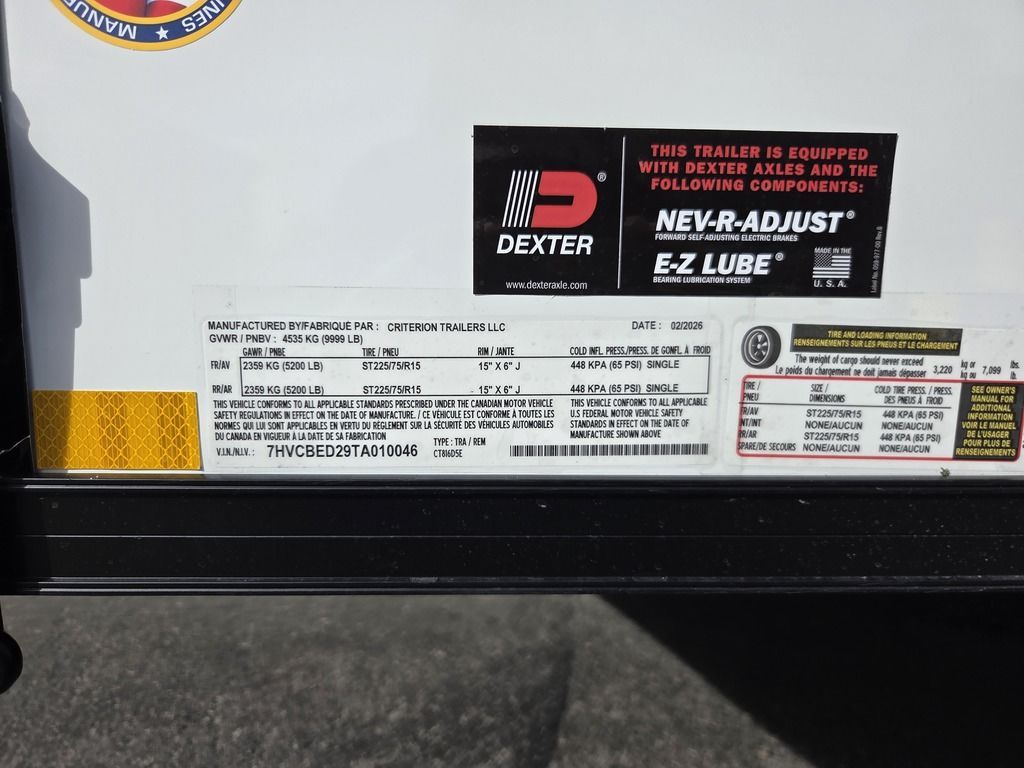 INES ★ MANU
THIS TRAILER IS EQUIPPED
WITH DEXTER AXLES AND THE
FOLLOWING COMPONENTS:
DEXTER®
www.dexteraxle.com
NEV-R-ADJUST®
FORWARD SELF-ADJUSTING ELECTRIC BRAKES
E-Z LUBE®
BEARING LUBRICATION SYSTEM
MADE IN THE
U. S. A.
Label No. 059-977-00 Rev.B
MANUFACTURED BY/FABRIQUÉ PAR : CRITERION TRAILERS LLC DATE : 02/2026
GVWR / PNBV : 4535 KG (9999 LB)
GAWR / PNBE TIRE / PNEU RIM / JANTE COLD INFL. PRESS./PRESS. DE GONFL. À FROID
FR/AV 2359 KG (5200 LB) ST225/75/R15 15" X 6" J 448 KPA (65 PSI) SINGLE
RR/AR 2359 KG (5200 LB) ST225/75/R15 15" X 6" J 448 KPA (65 PSI) SINGLE
THIS VEHICLE CONFORMS TO ALL APPLICABLE STANDARDS PRESCRIBED UNDER THE CANADIAN MOTOR VEHICLE
SAFETY REGULATIONS IN EFFECT ON THE DATE OF MANUFACTURE. / CE VÉHICULE EST CONFORME À TOUTES LES
NORMES QUI LUI SONT APPLICABLES EN VERTU DU RÈGLEMENT SUR LA SÉCURITÉ DES VÉHICULES AUTOMOBILES
DU CANADA EN VIGUEUR À LA DATE DE SA FABRICATION
THIS VEHICLE CONFORMS TO ALL APPLICABLE
U.S FEDERAL MOTOR VEHICLE SAFETY
STANDARDS IN EFFECT ON THE DATE OF
MANUFACTURE SHOWN ABOVE
V.I.N./N.I.V. : 7HVCBED29TA010046 TYPE : TRA / REM
CT816D5E
TIRE AND LOADING INFORMATION
RENSEIGNEMENTS SUR LES PNEUS ET LE CHARGEMENT
The weight of cargo should never exceed
Le poids du chargement ne doit jamais dépasser 3,220 kg or kg ou 7,099 lbs. lb.
TIRE / PNEU SIZE / DIMENSIONS COLD TIRE PRESS. / PRESS. DES PNEUS À FROID
FR/AV ST225/75/R15 448 KPA (65 PSI)
INT/INT NONE/AUCUN NONE/AUCUN
RR/AR ST225/75/R15 448 KPA (65 PSI)
SPARE/DE SECOURS NONE/AUCUN NONE/AUCUN
SEE OWNER'S
MANUAL FOR
ADDITIONAL
INFORMATION
VOIR LE MANUEL
DE L'USAGER
POUR PLUS DE
RENSEIGNEMENTS